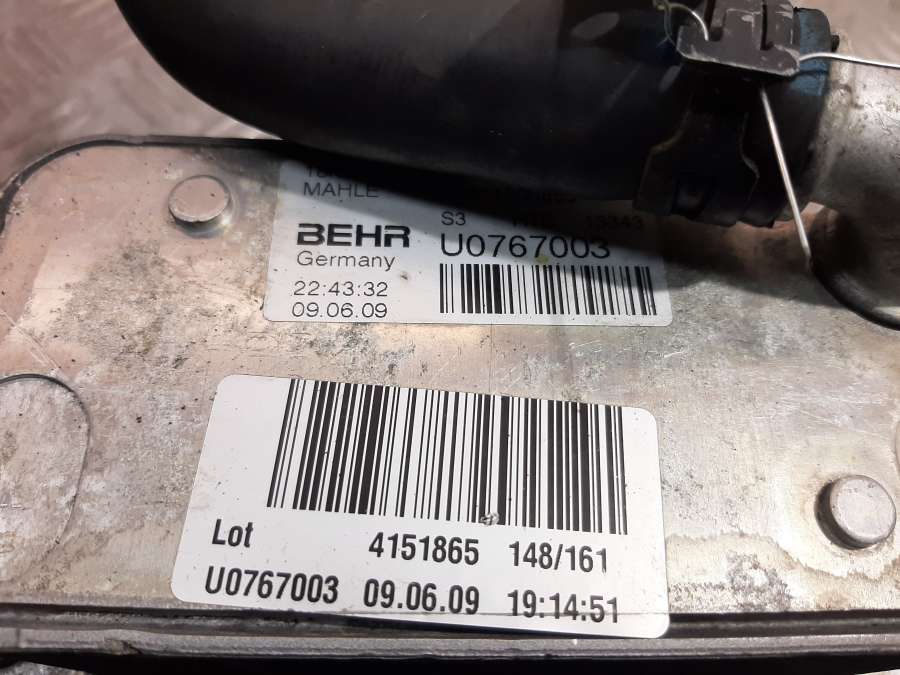 MAHLE
S3
BEHR U0767003
Germany
22:43:32
09.06.09
Lot 4151865 148/161
U0767003 09.06.09 19:14:51